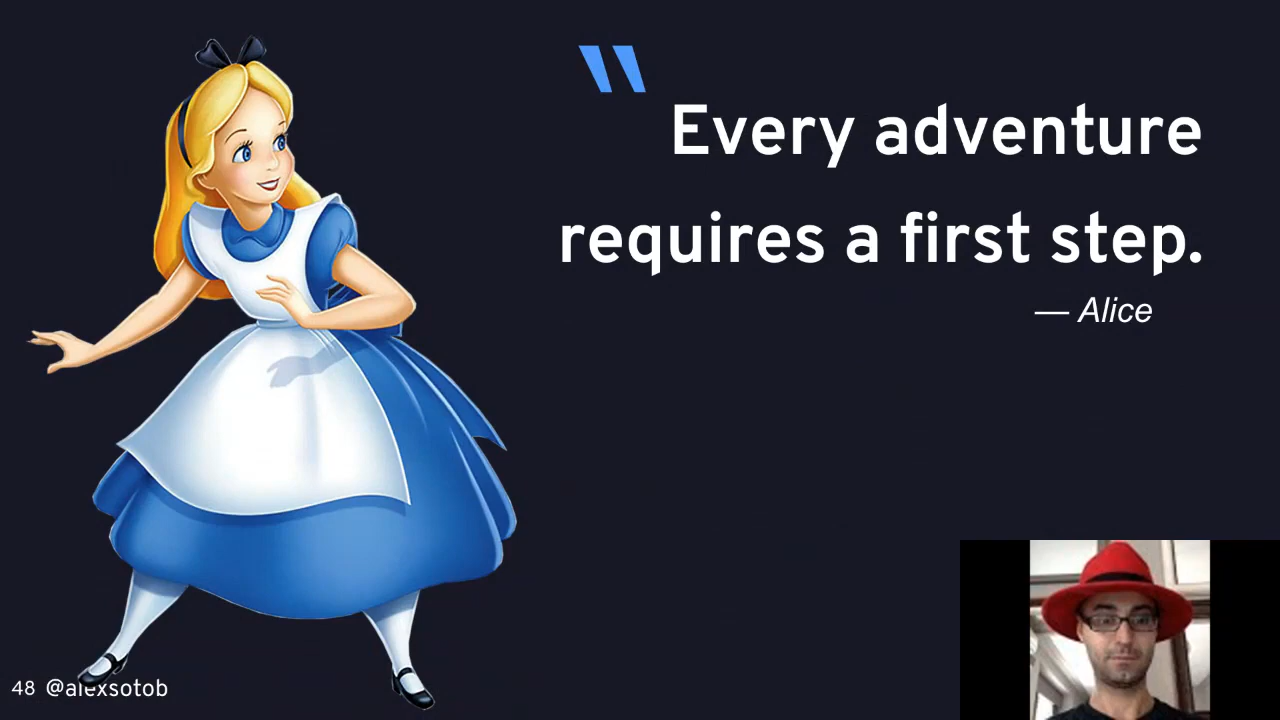 Every adventure
requires a first step.
— Alice
48 @alexsotob